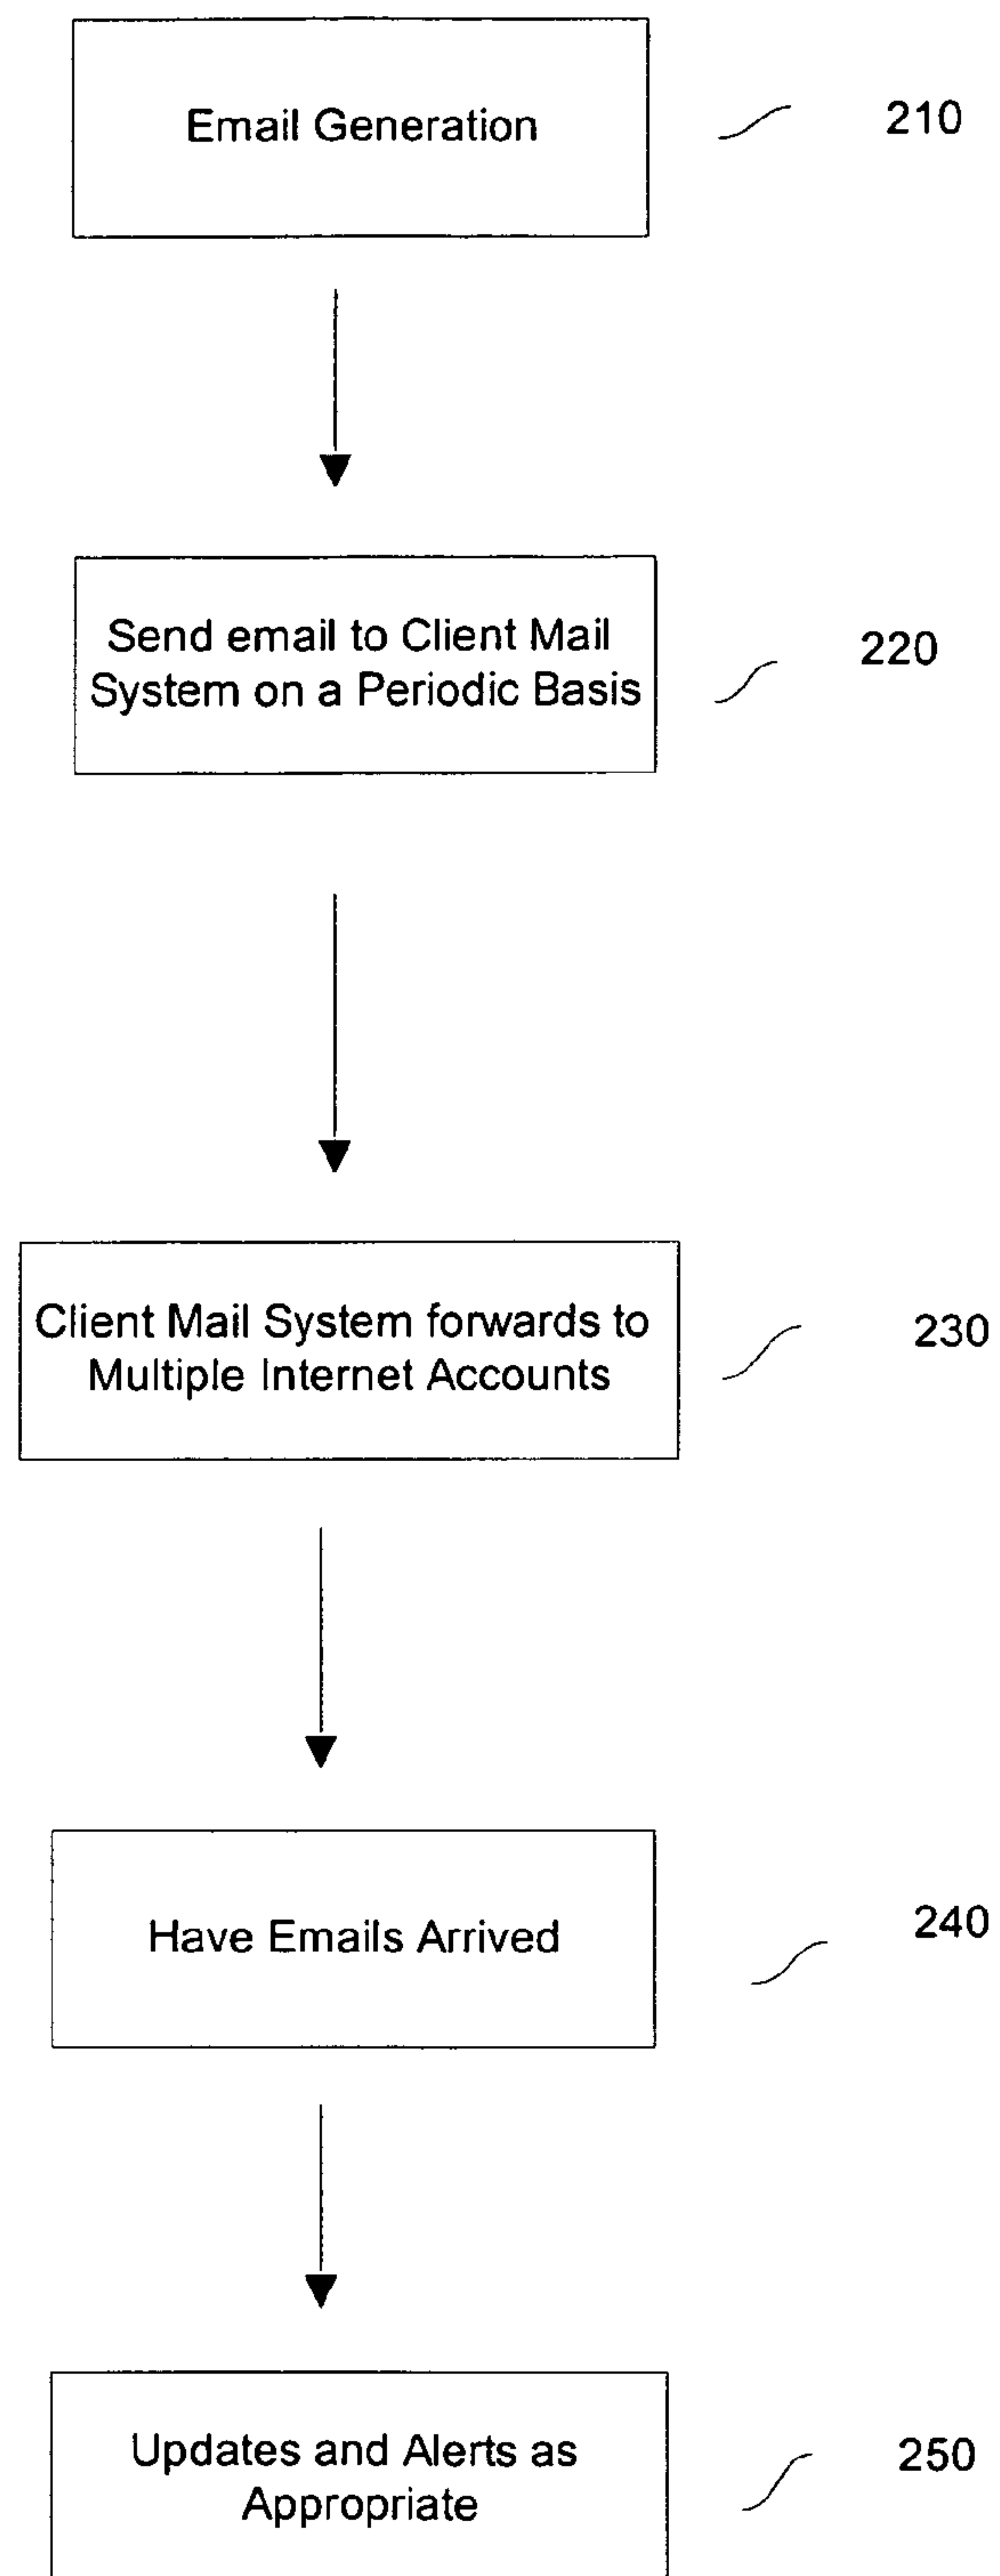 Email Generation
210
Send email to Client Mail
System on a Periodic Basis
220
Client Mail System forwards to
Multiple Internet Accounts
230
Have Emails Arrived
240
Updates and Alerts as
Appropriate
250